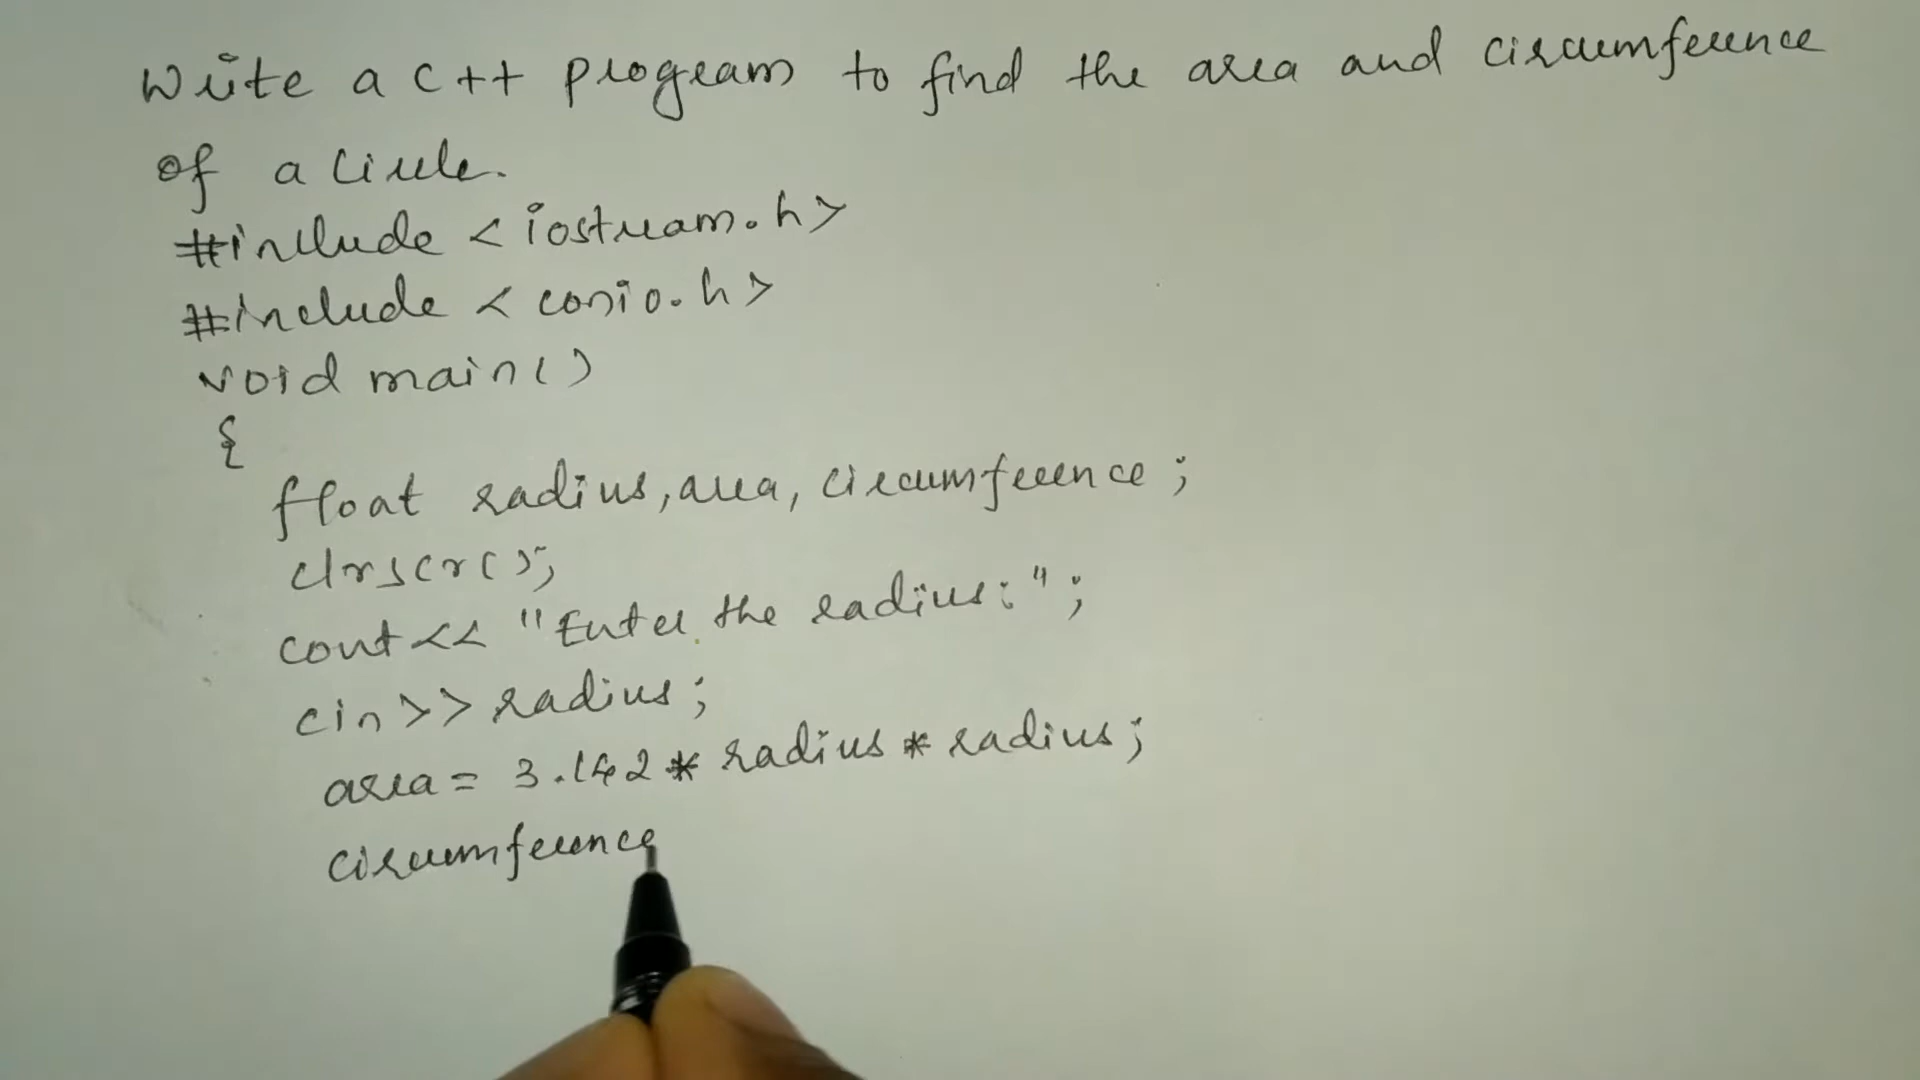 Write a C++ program to find the area and circumference
of a Circle.
#include <iostream.h>
#include <conio.h>
void main()
{
float radius, area, circumference;
clrscr();
cout<< "Enter the radius:";
cin>> radius;
area = 3.142 * radius * radius;
circumference